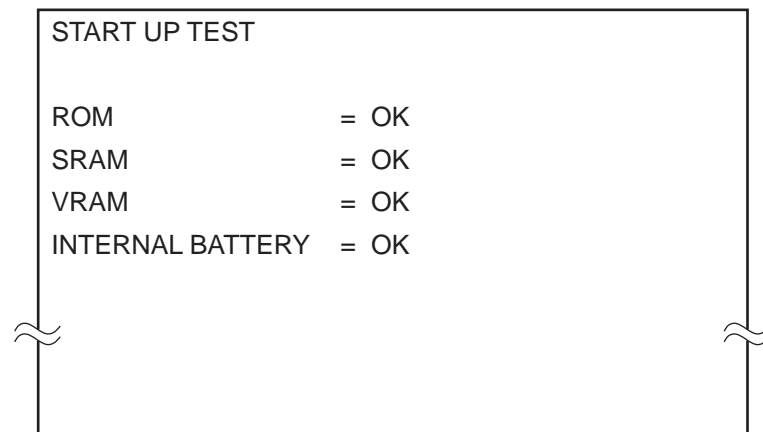 START UP TEST
ROM = OK
SRAM = OK
VRAM = OK
INTERNAL BATTERY = OK